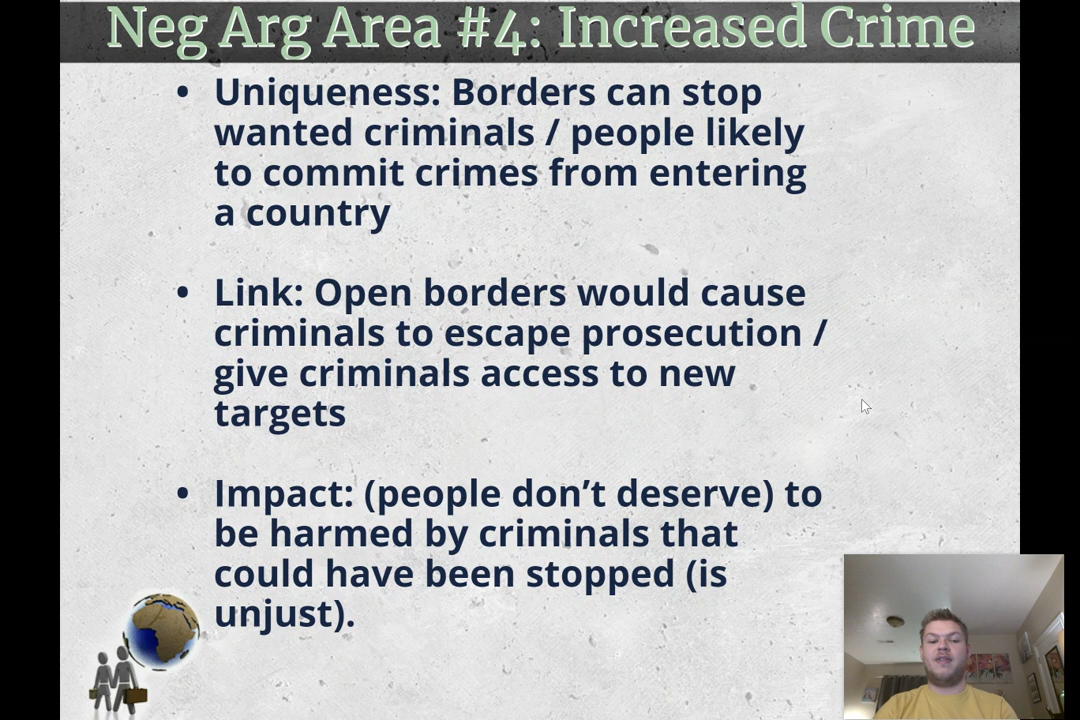 Neg Arg Area #4: Increased Crime
• Uniqueness: Borders can stop
wanted criminals / people likely
to commit crimes from entering
a country
• Link: Open borders would cause
criminals to escape prosecution /
give criminals access to new
targets
• Impact: (people don’t deserve) to
be harmed by criminals that
could have been stopped (is
unjust).